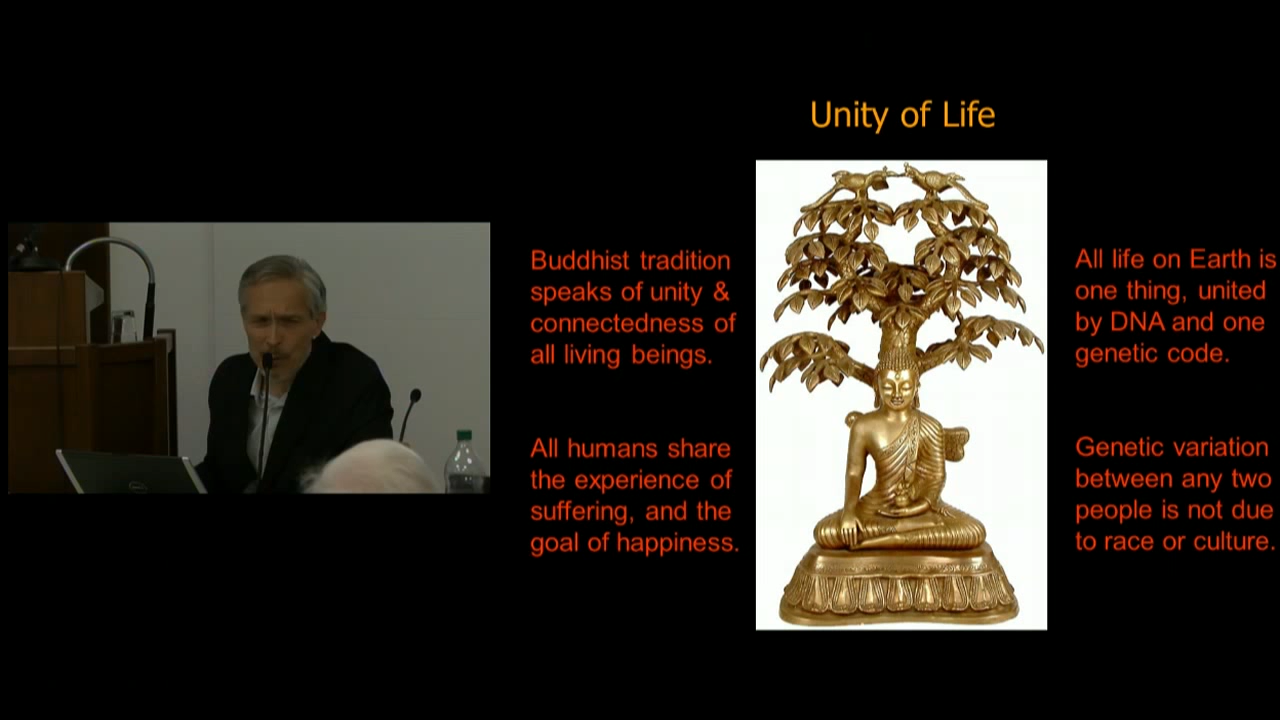 Unity of Life
Buddhist tradition
speaks of unity &
connectedness of
all living beings.
All humans share
the experience of
suffering, and the
goal of happiness.
All life on Earth is
one thing, united
by DNA and one
genetic code.
Genetic variation
between any two
people is not due
to race or culture.